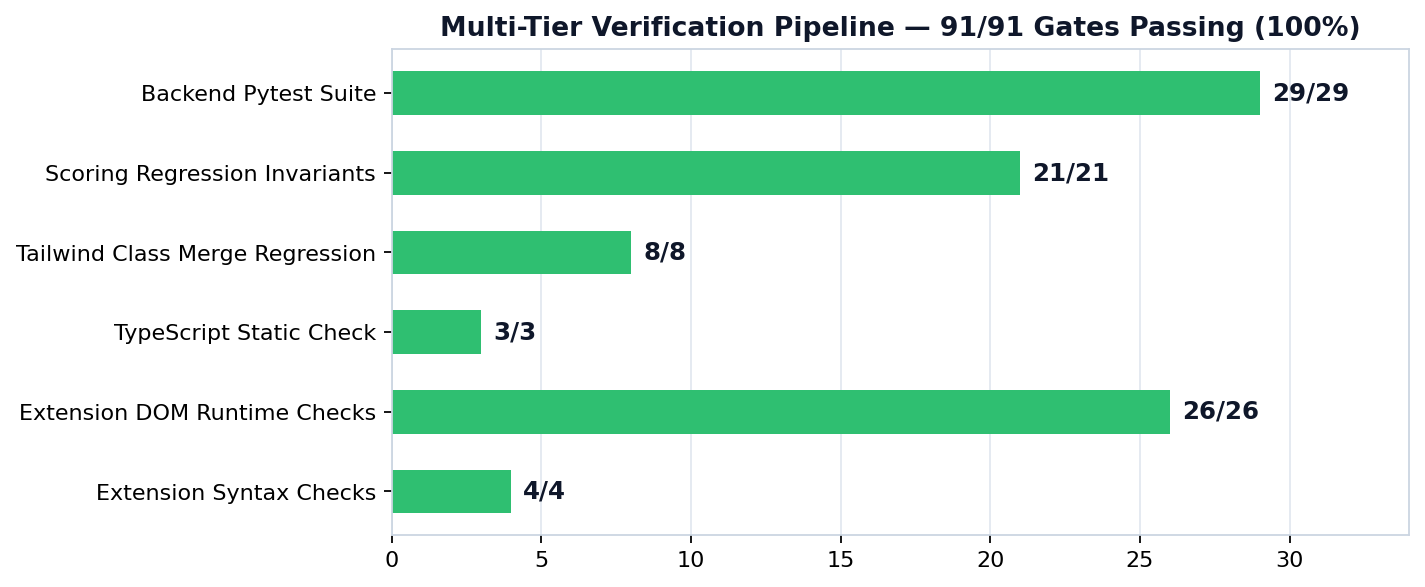 Multi-Tier Verification Pipeline — 91/91 Gates Passing (100%)
Backend Pytest Suite 29/29
Scoring Regression Invariants 21/21
Tailwind Class Merge Regression 8/8
TypeScript Static Check 3/3
Extension DOM Runtime Checks 26/26
Extension Syntax Checks 4/4
0 5 10 15 20 25 30